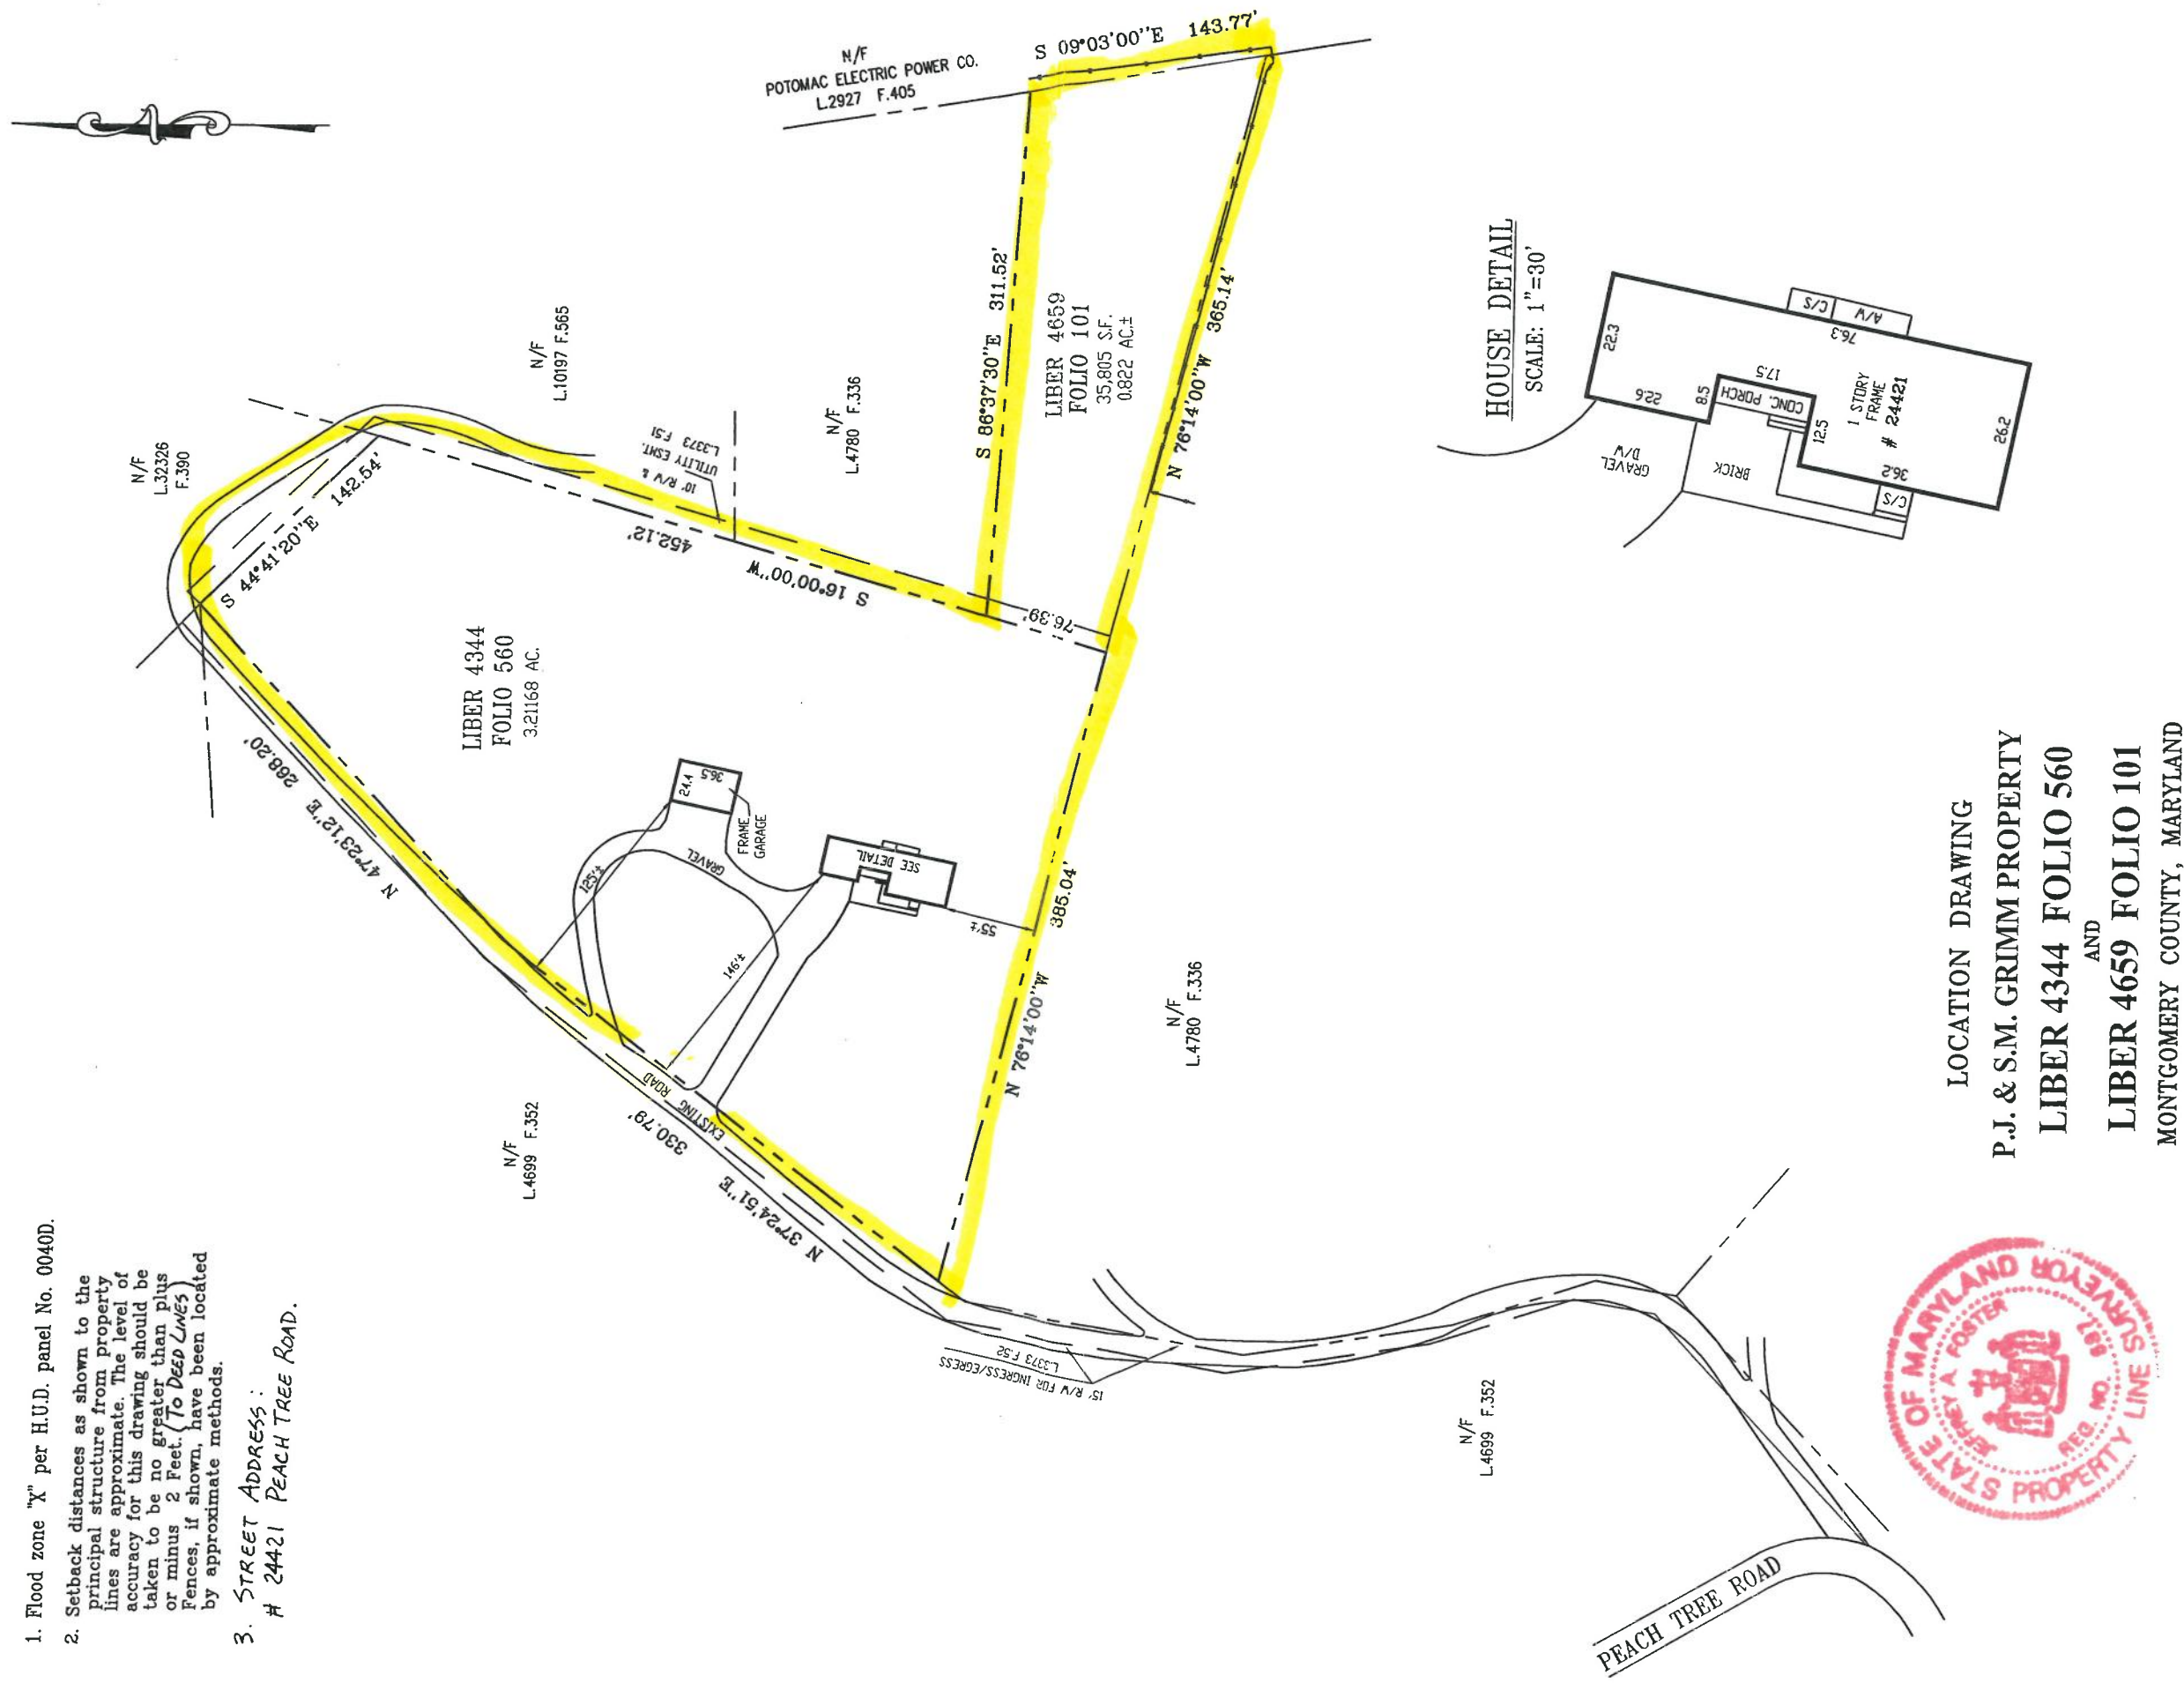 1. Flood zone "X" per H.U.D. panel No. 0040D.
2. Setback distances as shown to the
principal structure from property
lines are approximate. The level of
accuracy for this drawing should be
taken to be no greater than plus
or minus 2 Feet. (TO DEED LINES)
Fences, if shown, have been located
by approximate methods.
3. STREET ADDRESS:
# 24421 PEACH TREE ROAD.
N/F
L.2326
F.390
S 44°41'20"E 142.54'
N/F
L.10197 F.565
10' R/W &
UTILITY ESMT.
L.3373 F.51
S 16°00'00"W
452.12'
N/F
L.4780 F.336
N/F
POTOMAC ELECTRIC POWER CO.
L.2927 F.405
S 09°03'00"E 143.77'
S 86°37'30"E 311.52'
LIBER 4659
FOLIO 101
35,805 S.F.
0.822 AC.±
N 76°14'00"W 365.14'
76.39'
LIBER 4344
FOLIO 560
3.21168 AC.
N 47°23'12"E 268.20'
24.4
36.5
FRAME
GARAGE
GRAVEL
125'±
146'±
SEE DETAIL
55'±
N 76°14'00"W
385.04'
EXISTING ROAD
N 37°24'51"E
330.79'
N/F
L.4699 F.352
N/F
L.4780 F.336
15' R/W FOR INGRESS/EGRESS
L.3373 F.52
N/F
L.4699 F.352
PEACH TREE ROAD
HOUSE DETAIL
SCALE: 1"=30'
22.3
22.6
8.5
CONC. PORCH
17.5
12.5
36.2
26.2
76.3
C/S
A/W
C/S
1 STORY
FRAME
# 24421
GRAVEL
D/W
BRICK
LOCATION DRAWING
P.J. & S.M. GRIMM PROPERTY
LIBER 4344 FOLIO 560
AND
LIBER 4659 FOLIO 101
MONTGOMERY COUNTY, MARYLAND
STATE OF MARYLAND
PROPERTY LINE SURVEYOR
JEFFREY A. FOSTER
REG. NO. 587